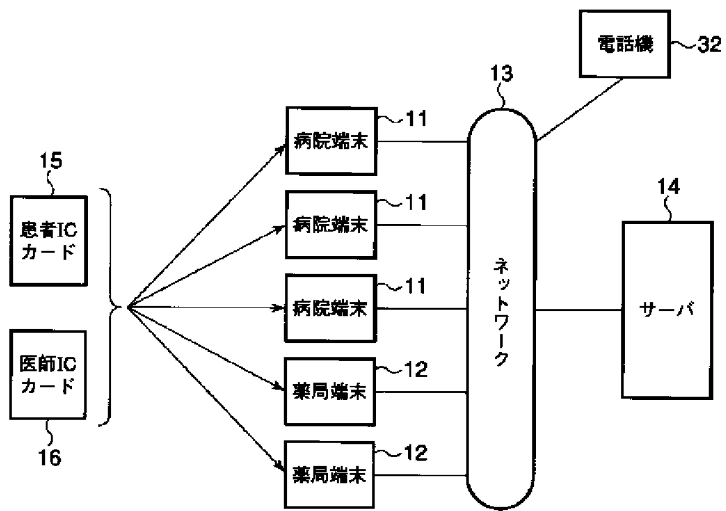 電話機
32
13
11
病院端末
15
患者IC
カード
11
病院端末
14
サーバ
11
病院端末
ネットワーク
医師IC
カード
16
12
薬局端末
12
薬局端末